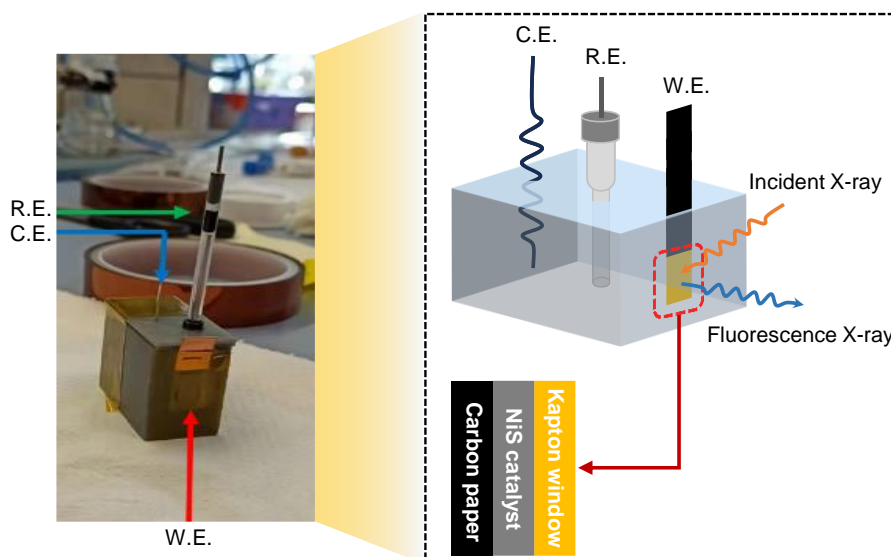 R.E.
C.E.
W.E.
C.E.
R.E.
W.E.
Incident X-ray
Fluorescence X-ray
Carbon paper
NiS catalyst
Kapton window